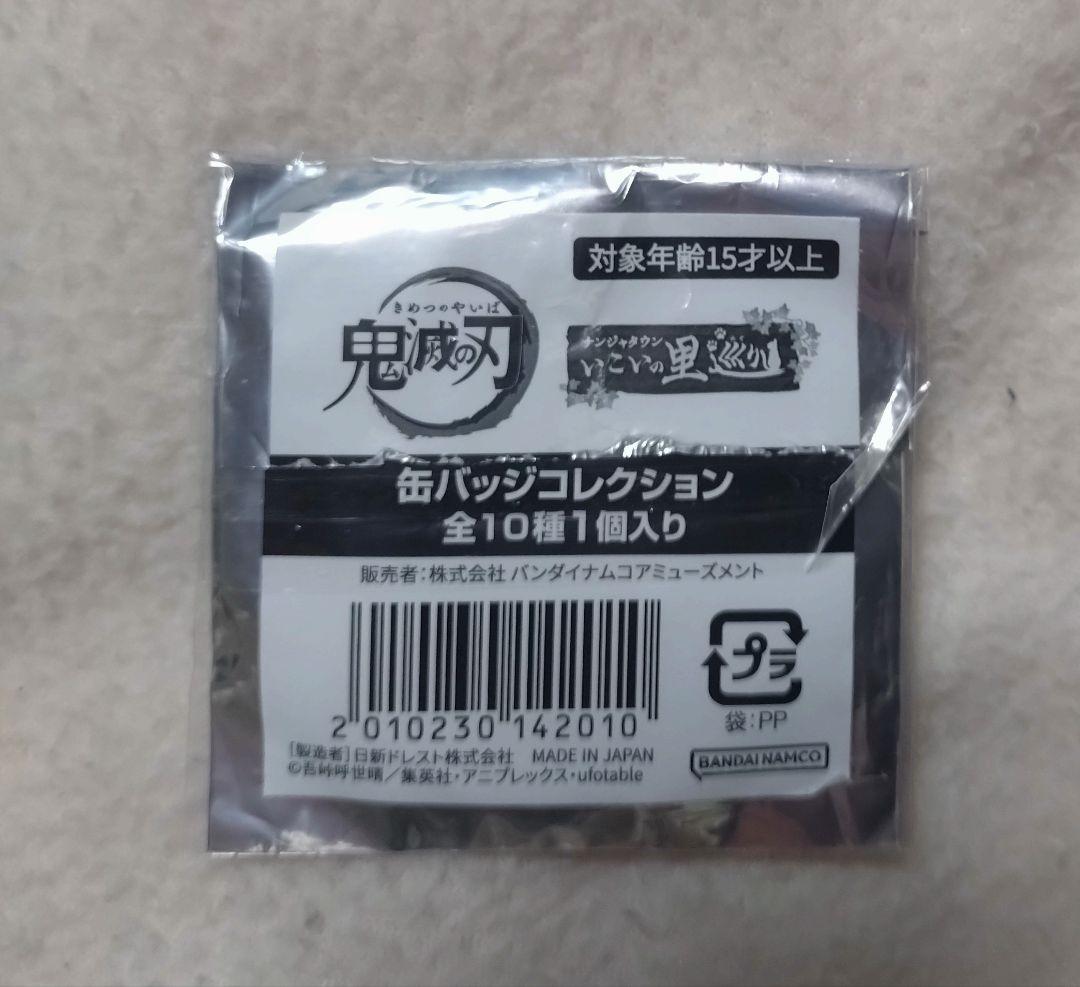 対象年齢15才以上
きめつのやいば
鬼滅の刃
ナンジャタウン
いこいの里巡り
缶バッジコレクション
全10種1個入り
販売者：株式会社 バンダイナムコアミューズメント
2 010230 142010
プラ
袋：PP
[製造者]日新ドレスト株式会社 MADE IN JAPAN
©吾峠呼世晴／集英社・アニプレックス・ufotable
BANDAI NAMCO